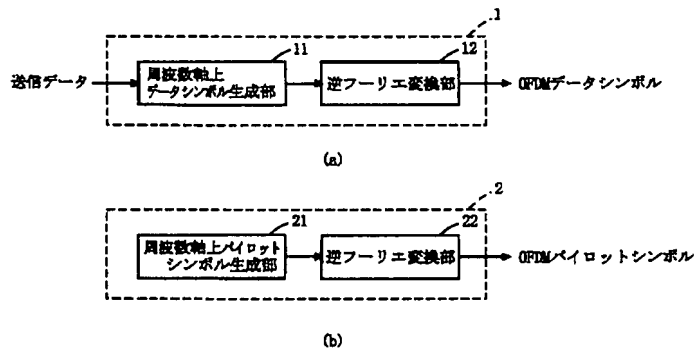 1
11
12
送信データ
周波数軸上
データシンボル生成部
逆フーリエ変換部
OFDMデータシンボル
(a)
2
21
22
周波数軸上パイロット
シンボル生成部
逆フーリエ変換部
OFDMパイロットシンボル
(b)